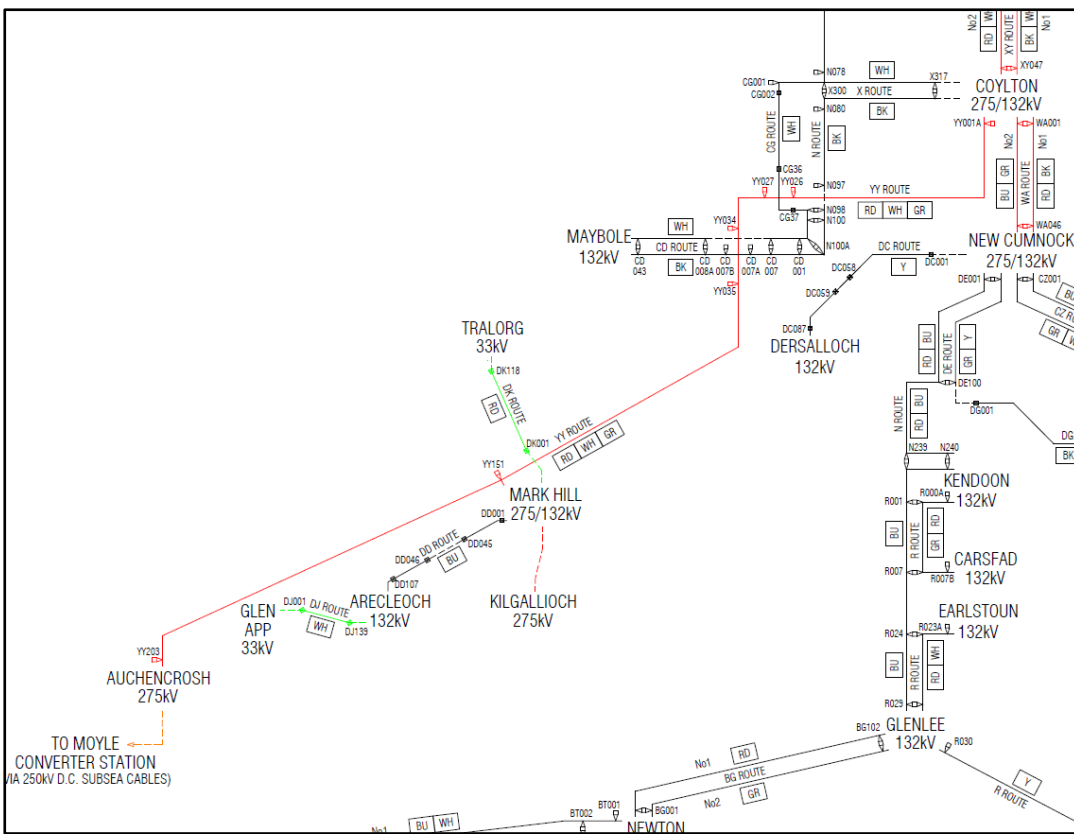 No2
RD
WH
XY ROUTE
BK
WH
No1
XY047
COYLTON
275/132kV
N078
CG001
CG002
WH
X317
X300
X ROUTE
N080
BK
CG ROUTE
WH
N ROUTE
BK
YY001A
WA001
No2
No1
BU
GR
WA ROUTE
RD
BK
WA046
CG36
YY027
YY026
N097
YY ROUTE
CG37
N098
N100
RD
WH
GR
YY034
WH
MAYBOLE
132kV
CD ROUTE
BK
CD
043
CD
008A
CD
007B
CD
007A
CD
007
CD
001
N100A
DC ROUTE
Y
DC001
NEW CUMNOCK
275/132kV
DE001
CZ001
YY035
DC058
DC059
DC087
DERSALLOCH
132kV
RD
BU
DE ROUTE
GR
Y
BU
CZ ROUTE
GR
TRALORG
33kV
DK118
DK ROUTE
RD
DK001
YY ROUTE
RD
WH
GR
DE100
DG001
N ROUTE
RD
BU
DG
BK
N239
N240
KENDOON
132kV
YY151
MARK HILL
275/132kV
DD001
DD ROUTE
DD045
DD046
BU
DD107
ARECLEOCH
132kV
KILGALLIOCH
275kV
R001
R000A
BU
R ROUTE
GR
RD
R007
R007B
CARSFAD
132kV
DJ001
DJ ROUTE
WH
DJ139
GLEN
APP
33kV
EARLSTOUN
132kV
R024
R023A
BU
R ROUTE
RD
WH
R029
YY203
AUCHENCROSH
275kV
TO MOYLE
CONVERTER STATION
VIA 250kV D.C. SUBSEA CABLES)
BG102
GLENLEE
132kV
R030
Y
R ROUTE
No1
RD
BG ROUTE
No2
GR
BT001
BT002
BG001
NEWTON
No1
BU
WH